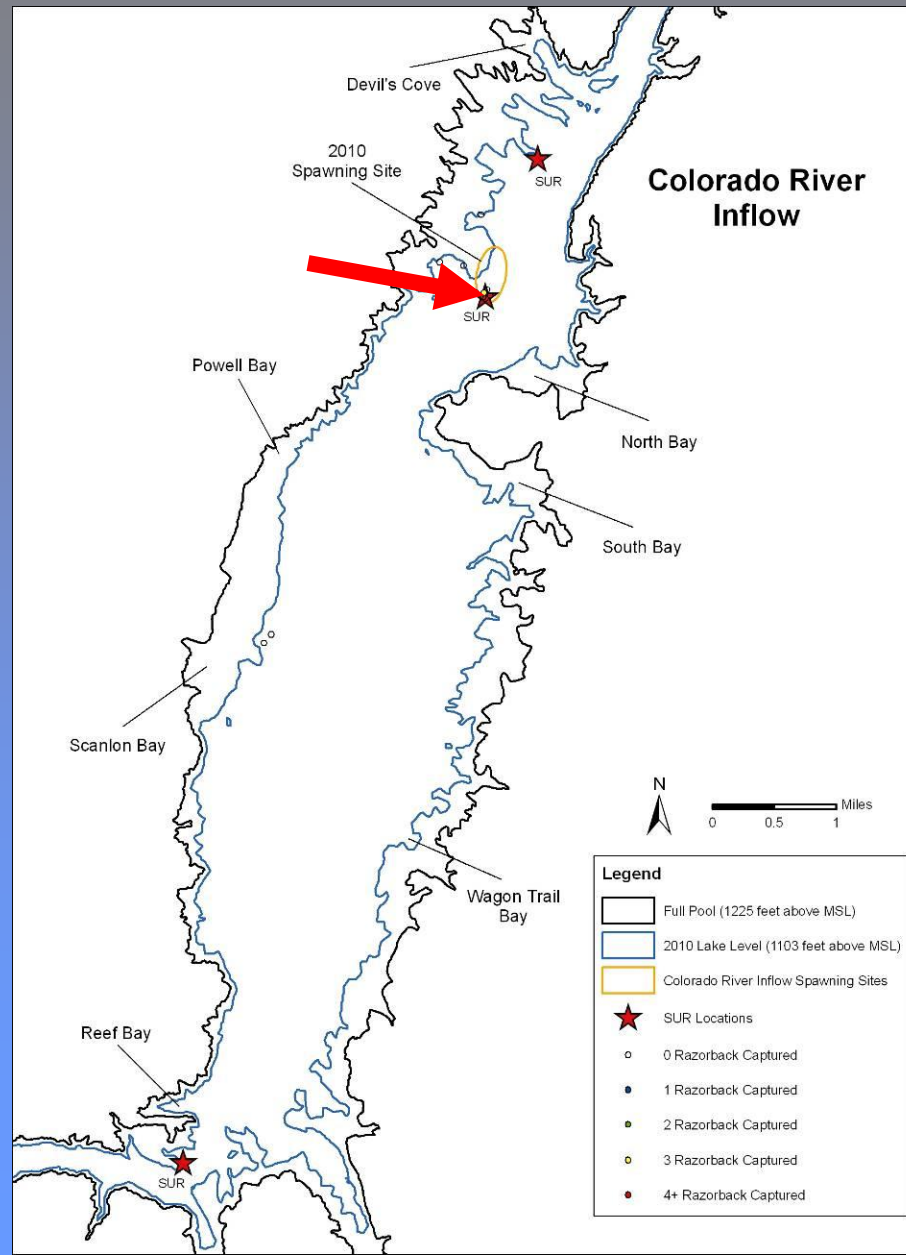 Devil's Cove
2010
Spawning Site
SUR
Colorado River
Inflow
SUR
Powell Bay
North Bay
South Bay
Scanlon Bay
N
Miles
0 0.5 1
Wagon Trail
Bay
Reef Bay
SUR
Legend
Full Pool (1225 feet above MSL)
2010 Lake Level (1103 feet above MSL)
Colorado River Inflow Spawning Sites
SUR Locations
0 Razorback Captured
1 Razorback Captured
2 Razorback Captured
3 Razorback Captured
4+ Razorback Captured